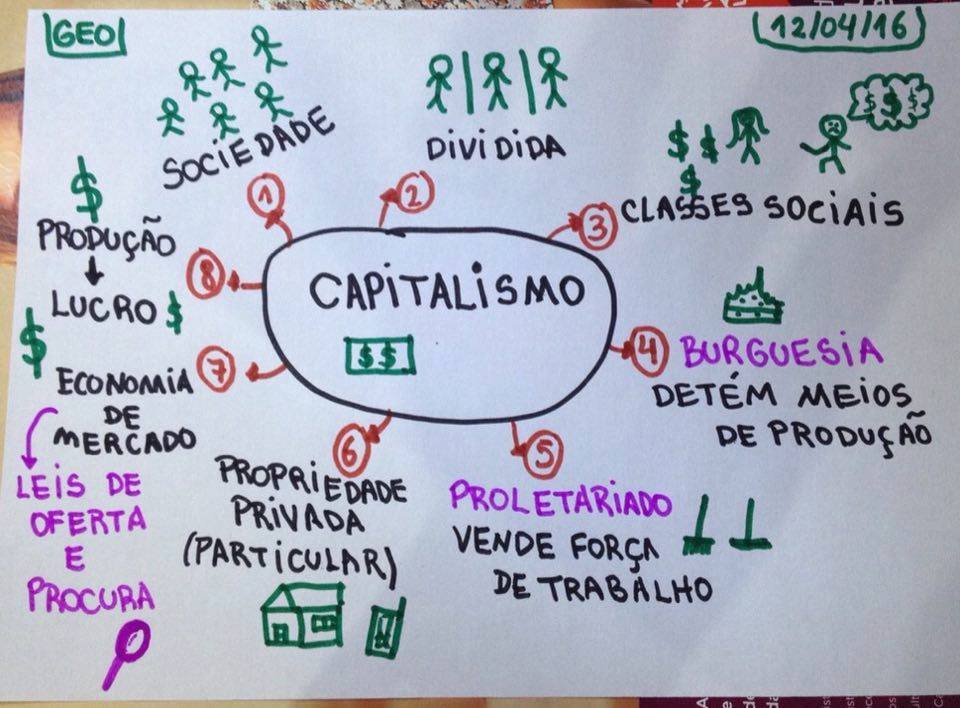 GEO
12/04/16
CAPITALISMO
$$
1
SOCIEDADE
2
DIVIDIDA
3
$ $
$
$ $ $
CLASSES SOCIAIS
4
BURGUESIA
DETÉM MEIOS
DE PRODUÇÃO
5
PROLETARIADO
VENDE FORÇA
DE TRABALHO
6
PROPRIEDADE
PRIVADA
(PARTICULAR)
7
$
ECONOMIA
DE
MERCADO
LEIS DE
OFERTA
E
PROCURA
8
$
PRODUÇÃO
LUCRO $